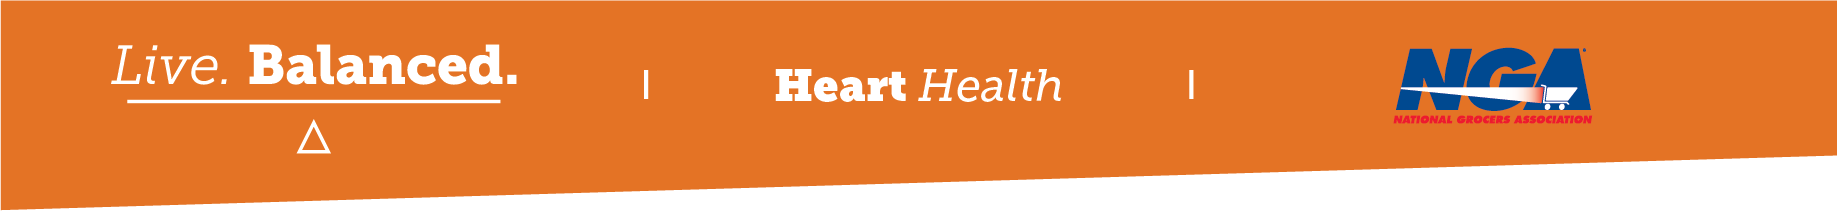 Live. Balanced.
Heart Health
NGA
NATIONAL GROCERS ASSOCIATION